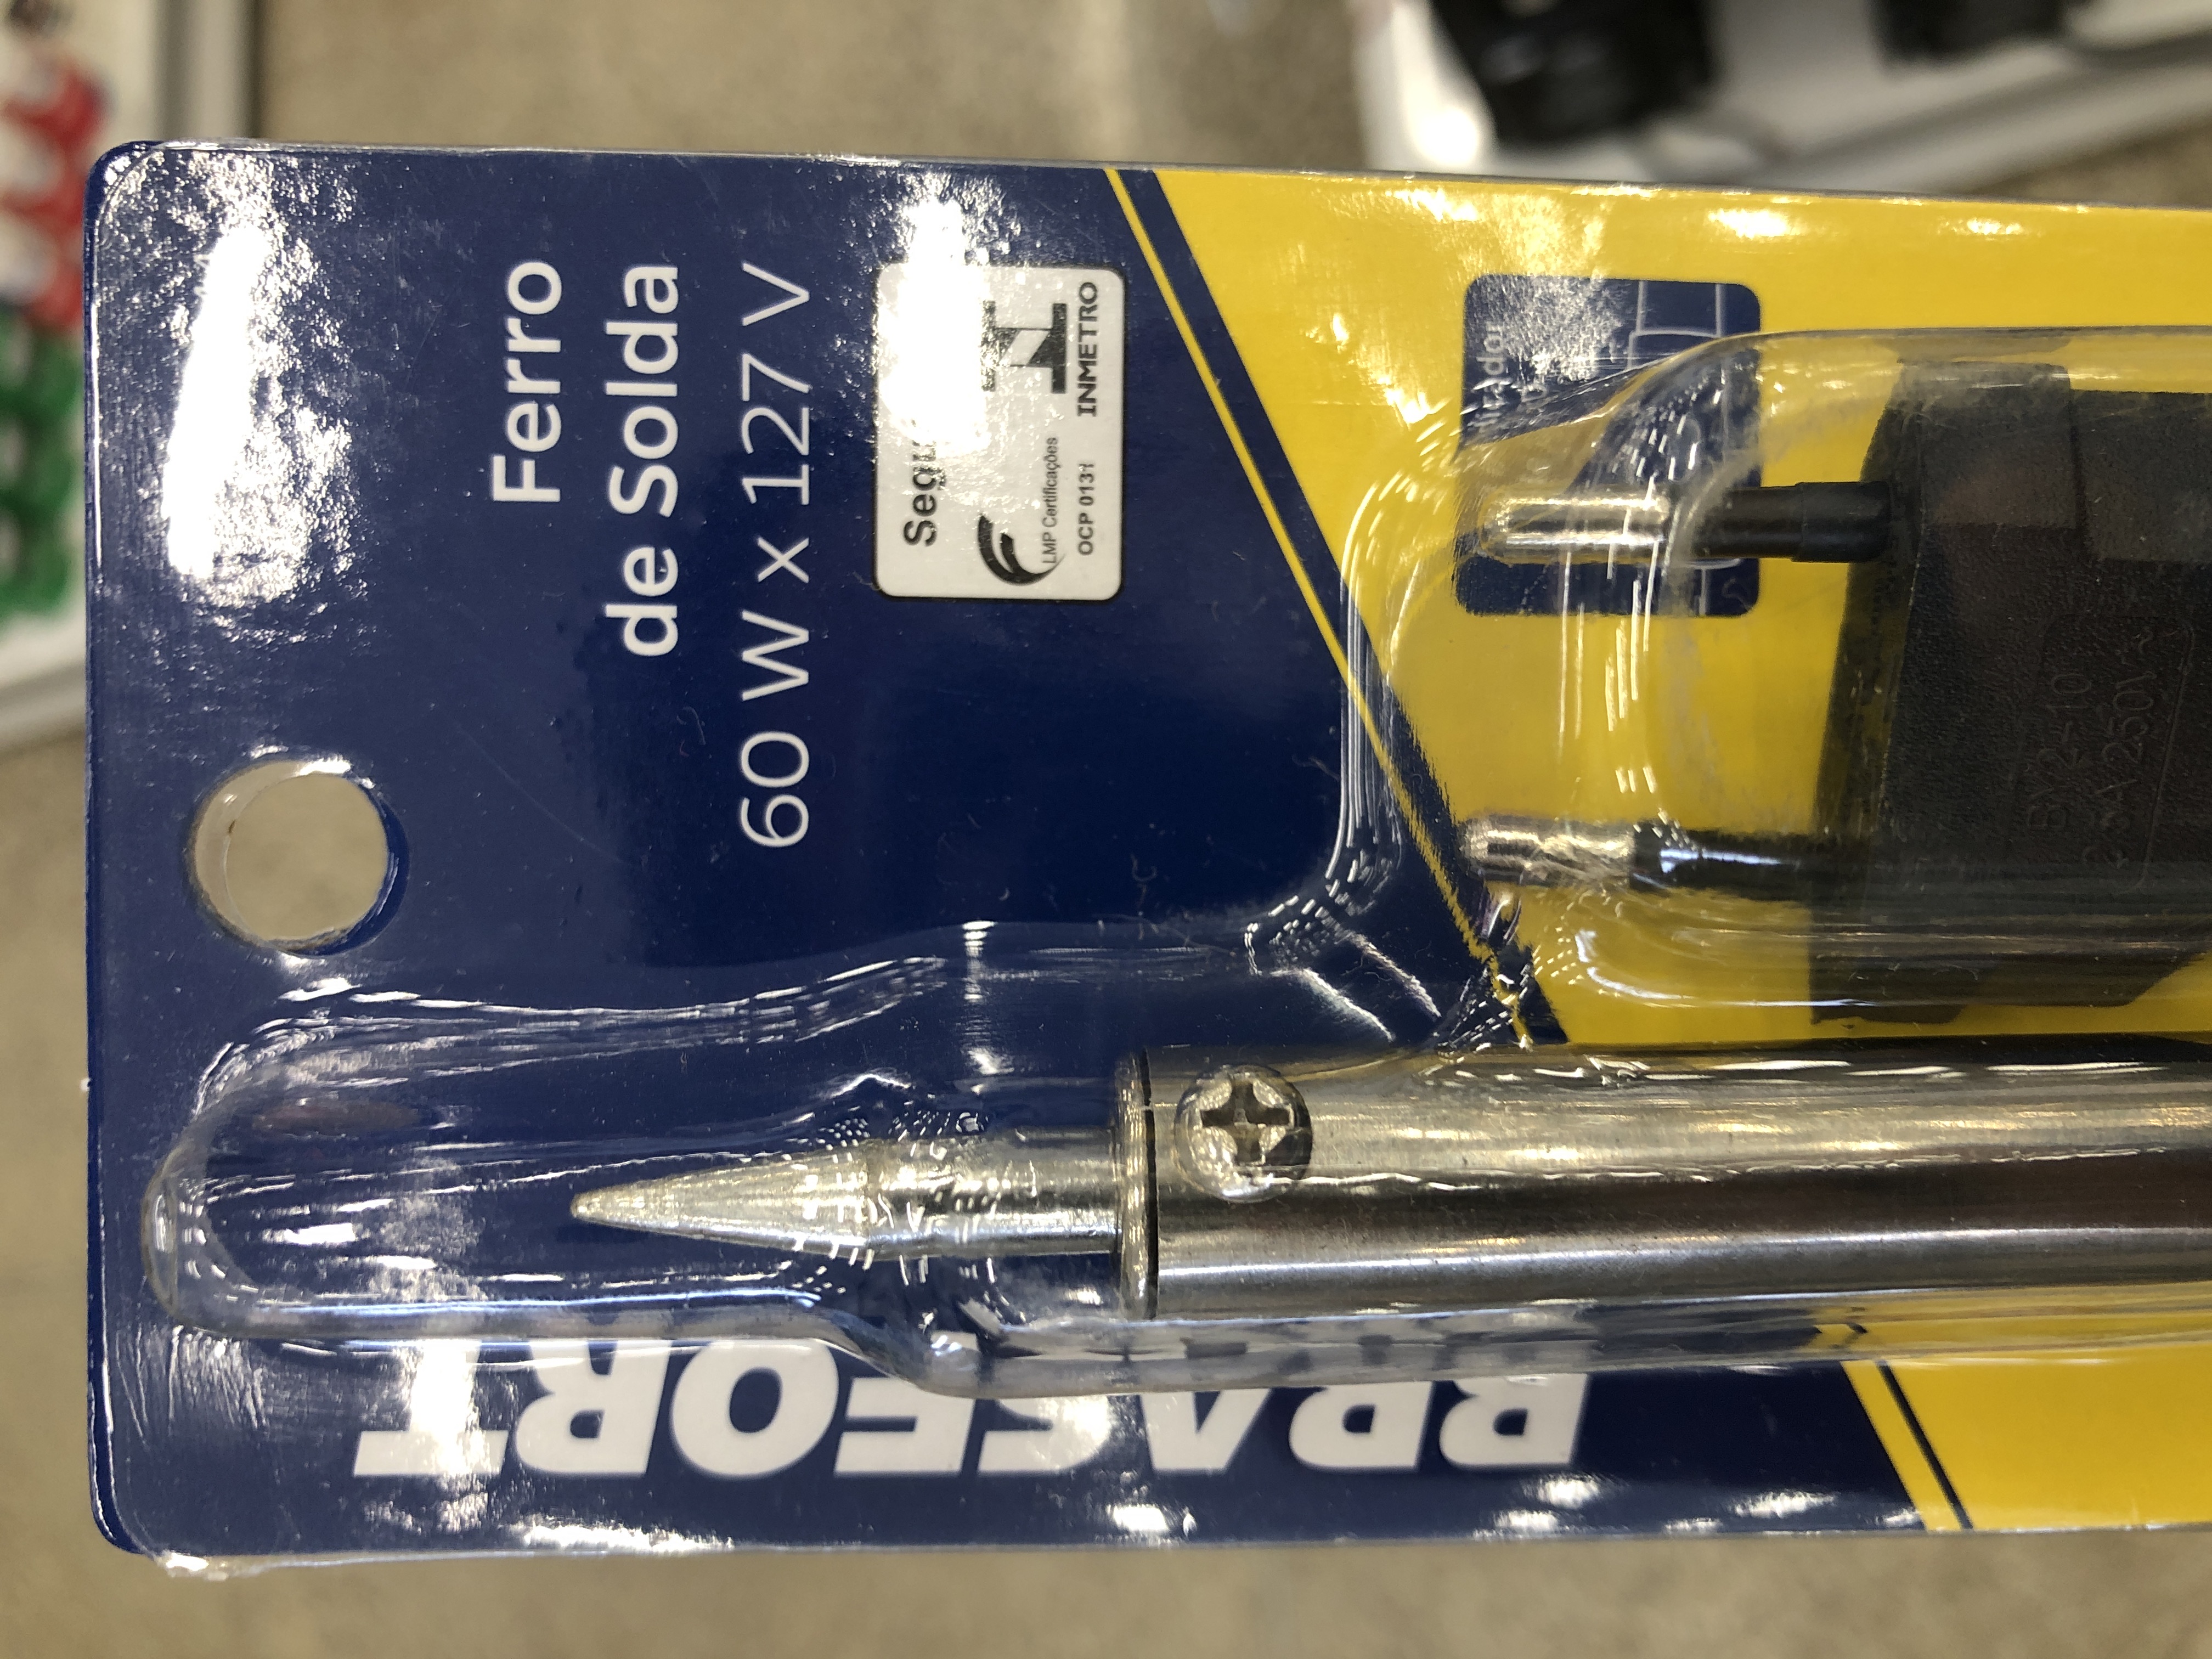 Ferro
de Solda
60 W x 127 V
LMP Certificações
OCP 0131
INMETRO
BRASFORT